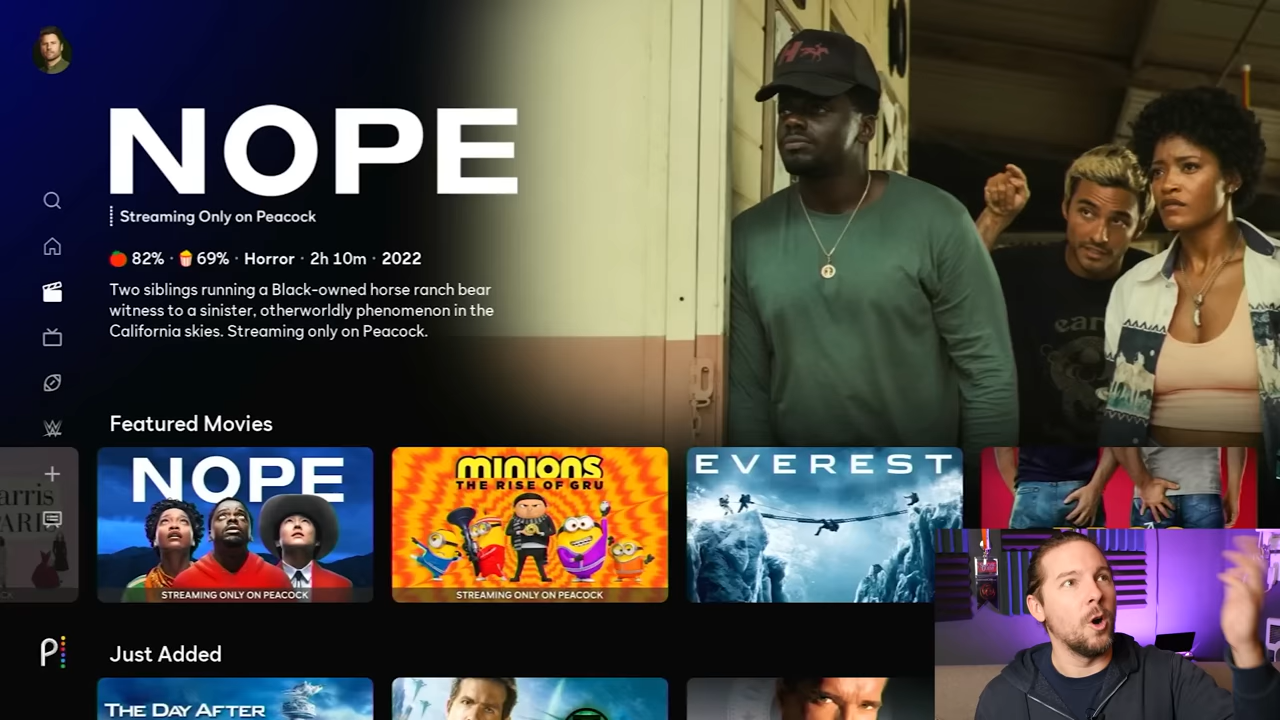 NOPE
Streaming Only on Peacock
82% · 69% · Horror · 2h 10m · 2022
Two siblings running a Black-owned horse ranch bear
witness to a sinister, otherworldly phenomenon in the
California skies. Streaming only on Peacock.
Featured Movies
arris
PARI
NOPE
STREAMING ONLY ON PEACOCK
MINIONS
THE RISE OF GRU
STREAMING ONLY ON PEACOCK
EVEREST
Just Added
THE DAY AFTER